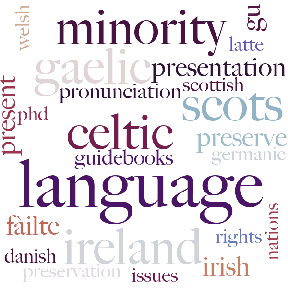 minority
welsh
gu
latte
gaelic
presentation
scottish
pronunciation
present
phd
scots
celtic
preserve
guidebooks
germanic
language
fàilte
ireland
rights
nations
danish
preservation
issues
irish